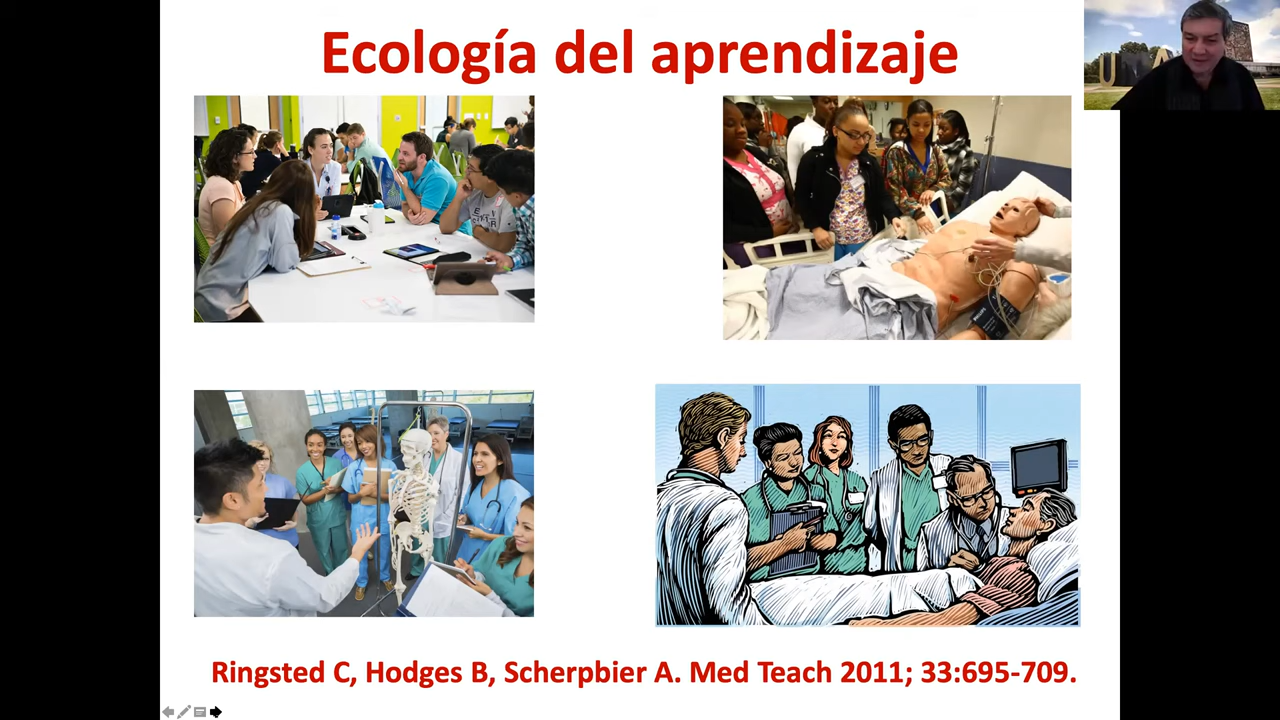 Ecología del aprendizaje
Ringsted C, Hodges B, Scherpbier A. Med Teach 2011; 33:695-709.